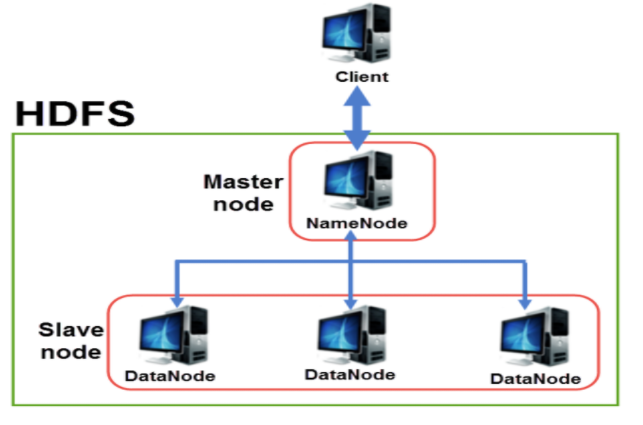 Client
HDFS
Master
node
NameNode
Slave
node
DataNode
DataNode
DataNode